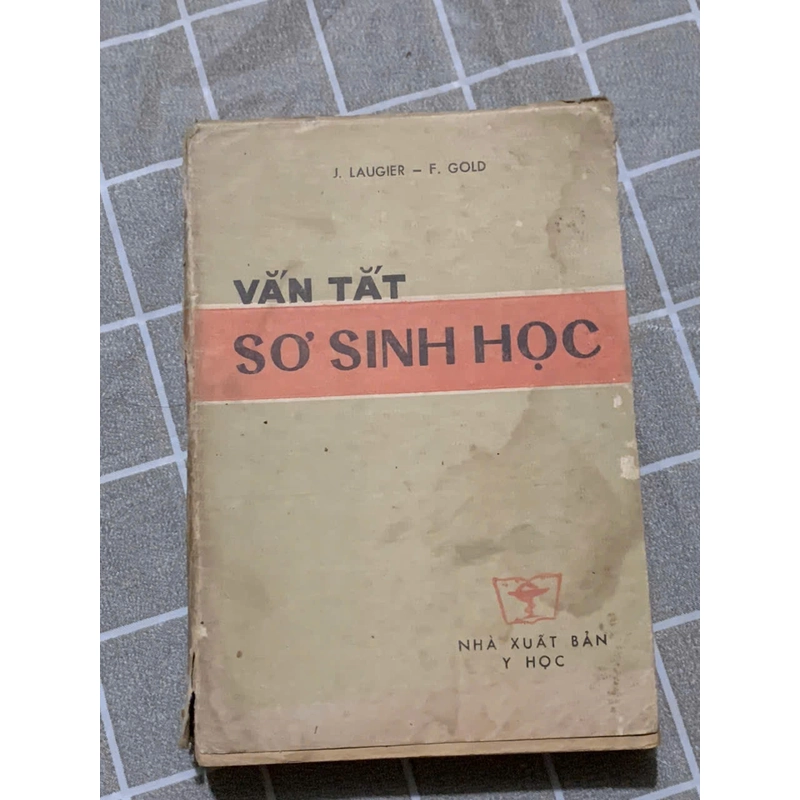 J. LAUGIER – F. GOLD
VẮN TẮT
SƠ SINH HỌC
NHÀ XUẤT BẢN
Y HỌC